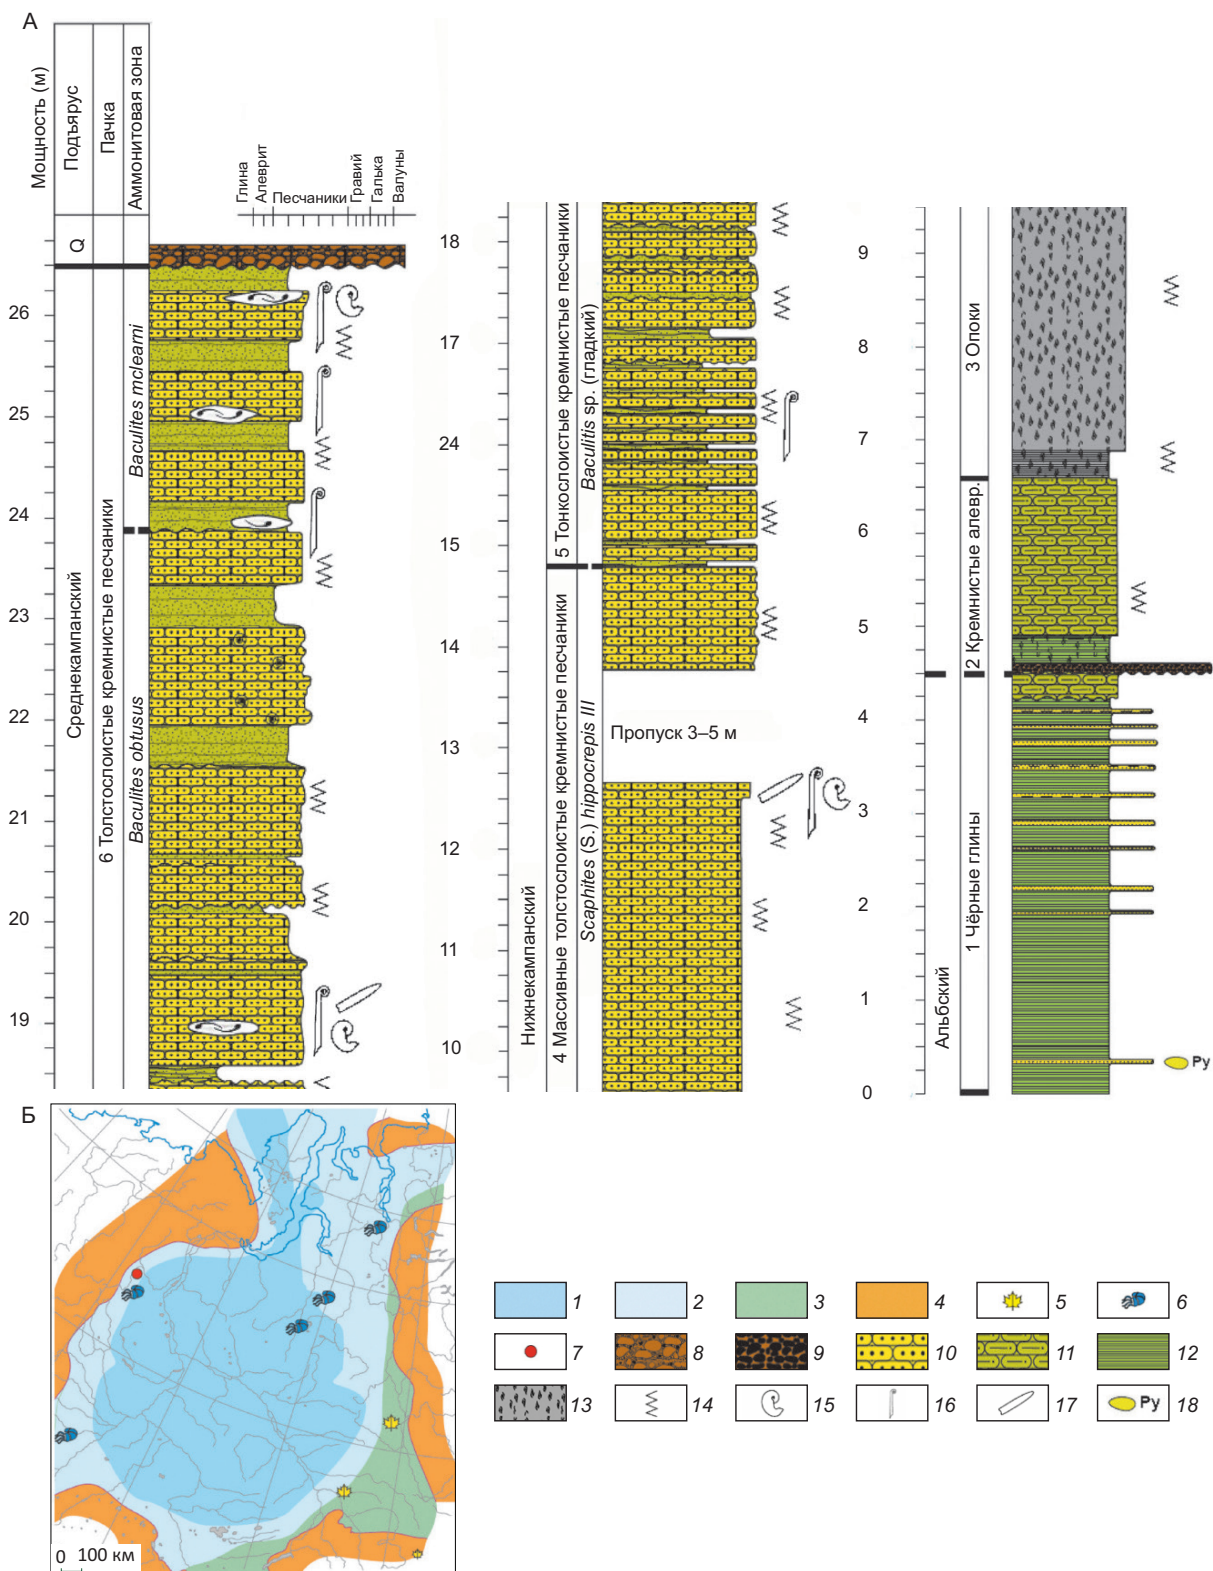 А
Мощность (м)
Подъярус
Пачка
Аммонитовая зона
Глина
Алеврит
Песчаники
Гравий
Галька
Валуны
Q
26
25
24
23
22
21
20
19
Среднекампанский
6 Толстослоистые кремнистые песчаники
Baculites mclearni
Baculites obtusus
18
17
24
15
14
13
12
11
10
Нижнекампанский
5 Тонкослоистые кремнистые песчаники
4 Массивные толстослоистые кремнистые песчаники
Baculitis sp. (гладкий)
Scaphites (S.) hippocrepis III
Пропуск 3–5 м
9
8
7
6
5
4
3
2
1
0
Альбский
3 Опоки
2 Кремнистые алевр.
1 Чёрные глины
Py
Б
0 100 км
1 2 3 4 5 6
7 8 9 10 11 12
13 14 15 16 17 Py 18